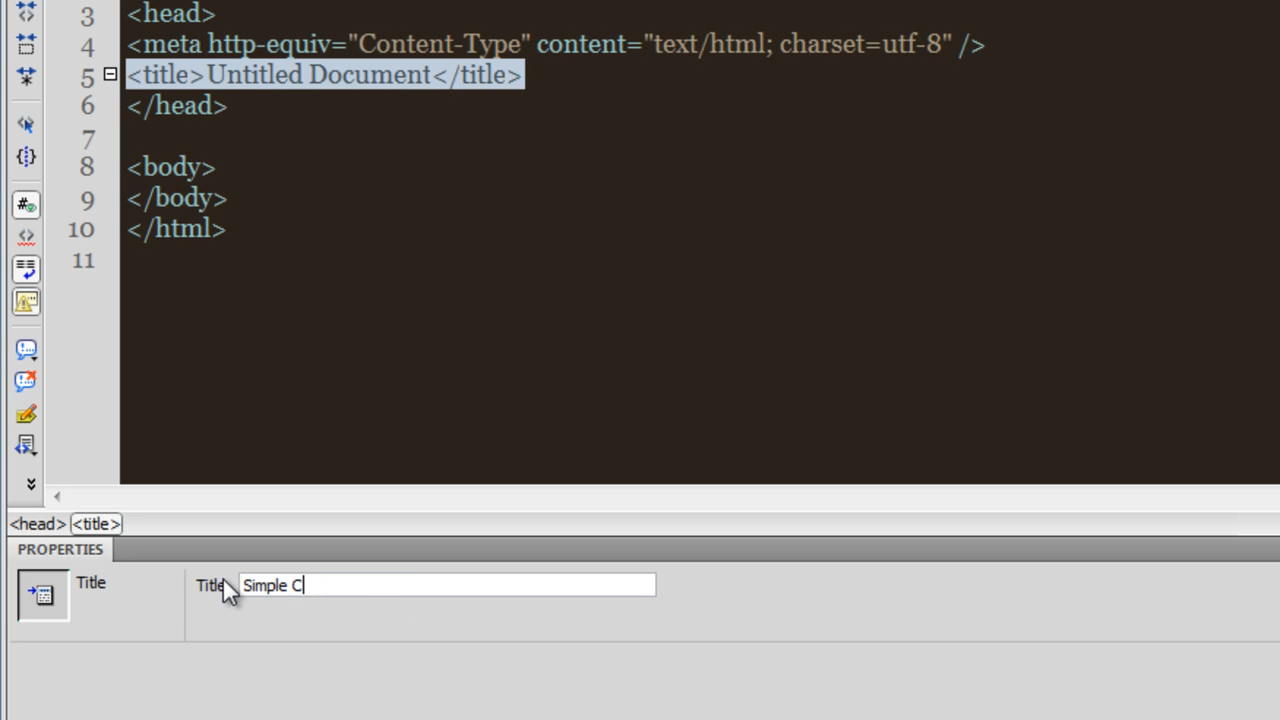 3 <head>
4 <meta http-equiv="Content-Type" content="text/html; charset=utf-8" />
5 <title>Untitled Document</title>
6 </head>
7
8 <body>
9 </body>
10 </html>
11
<head> <title>
PROPERTIES
Title Title Simple C